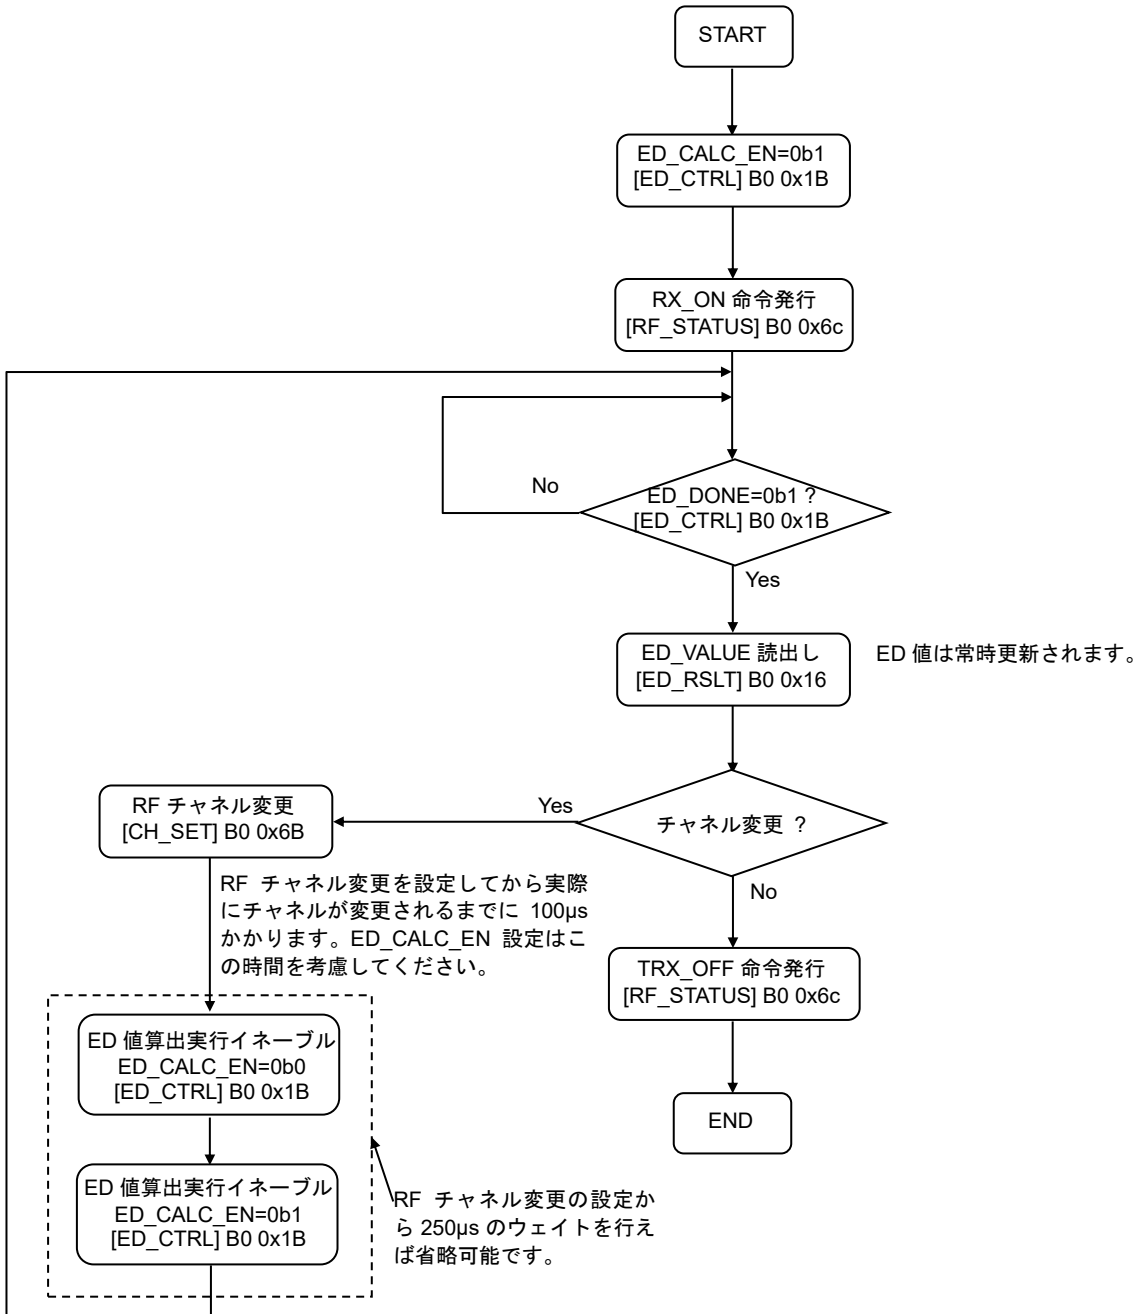 START
ED_CALC_EN=0b1
[ED_CTRL] B0 0x1B
RX_ON 命令発行
[RF_STATUS] B0 0x6c
No
ED_DONE=0b1 ?
[ED_CTRL] B0 0x1B
Yes
ED_VALUE 読出し
[ED_RSLT] B0 0x16
ED 値は常時更新されます。
チャネル変更 ?
Yes
RF チャネル変更
[CH_SET] B0 0x6B
RF チャネル変更を設定してから実際
にチャネルが変更されるまでに 100μs
かかります。ED_CALC_EN 設定はこ
の時間を考慮してください。
No
TRX_OFF 命令発行
[RF_STATUS] B0 0x6c
END
ED 値算出実行イネーブル
ED_CALC_EN=0b0
[ED_CTRL] B0 0x1B
ED 値算出実行イネーブル
ED_CALC_EN=0b1
[ED_CTRL] B0 0x1B
RF チャネル変更の設定か
ら 250μs のウェイトを行え
ば省略可能です。